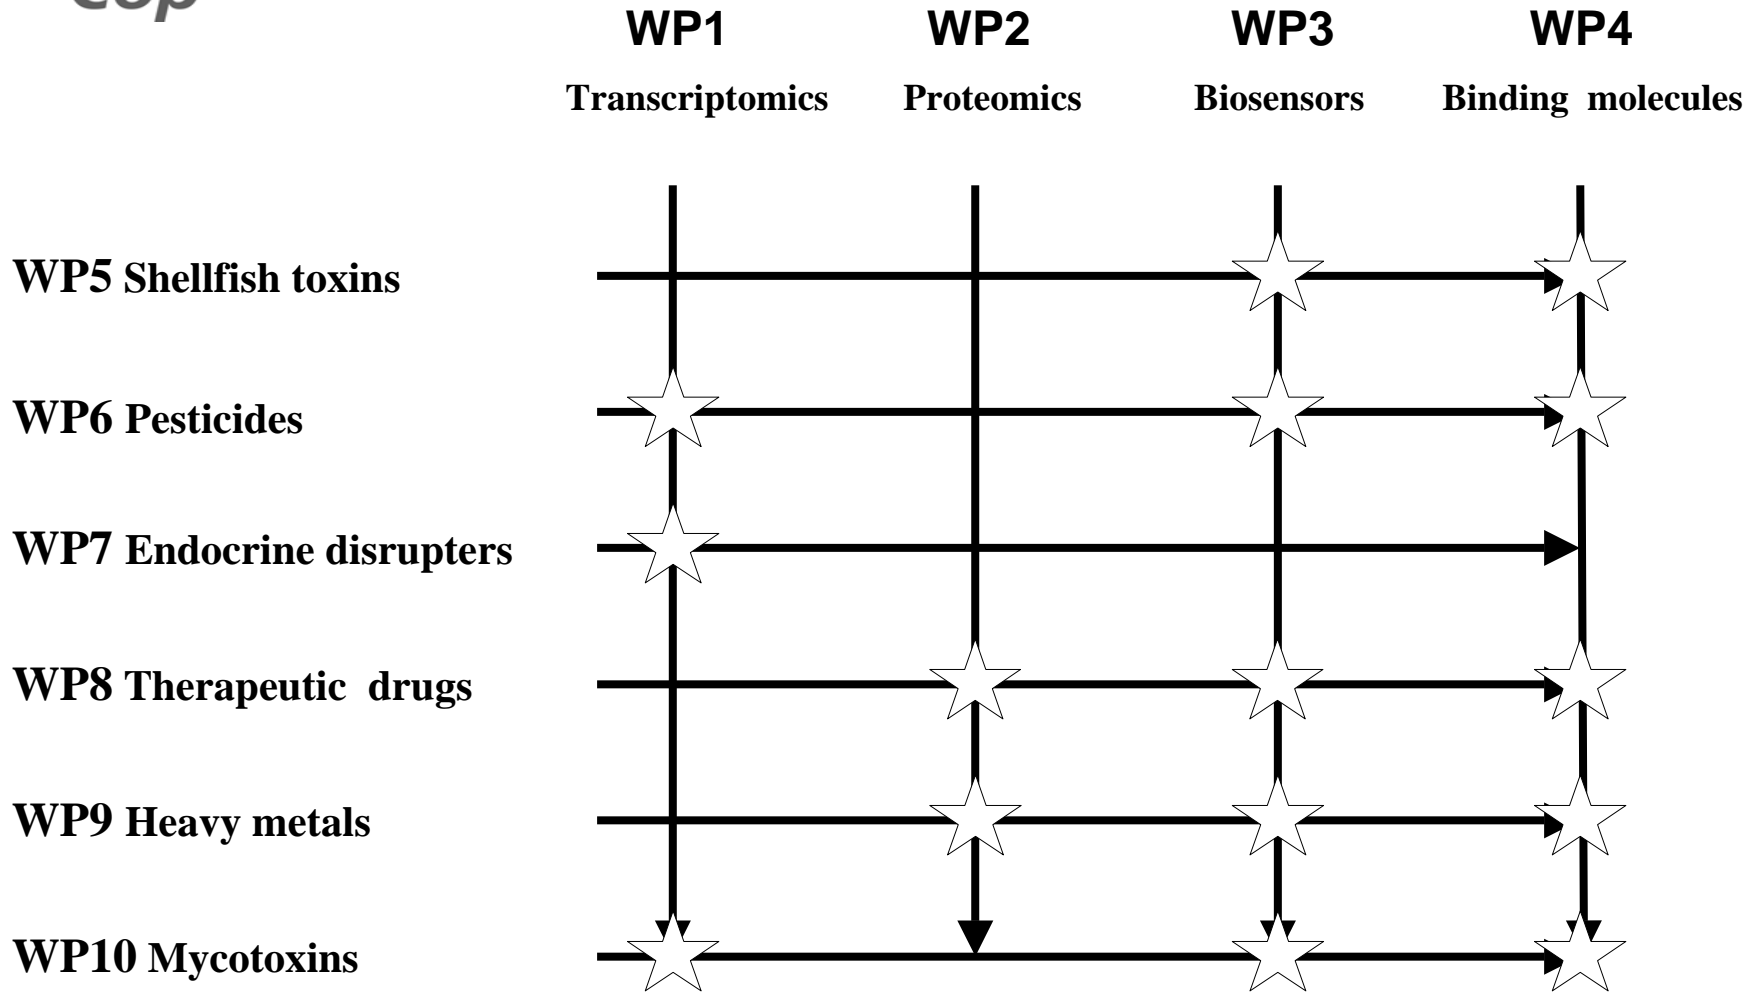 cop
WP1 WP2 WP3 WP4
Transcriptomics Proteomics Biosensors Binding molecules
WP5 Shellfish toxins
WP6 Pesticides
WP7 Endocrine disrupters
WP8 Therapeutic drugs
WP9 Heavy metals
WP10 Mycotoxins